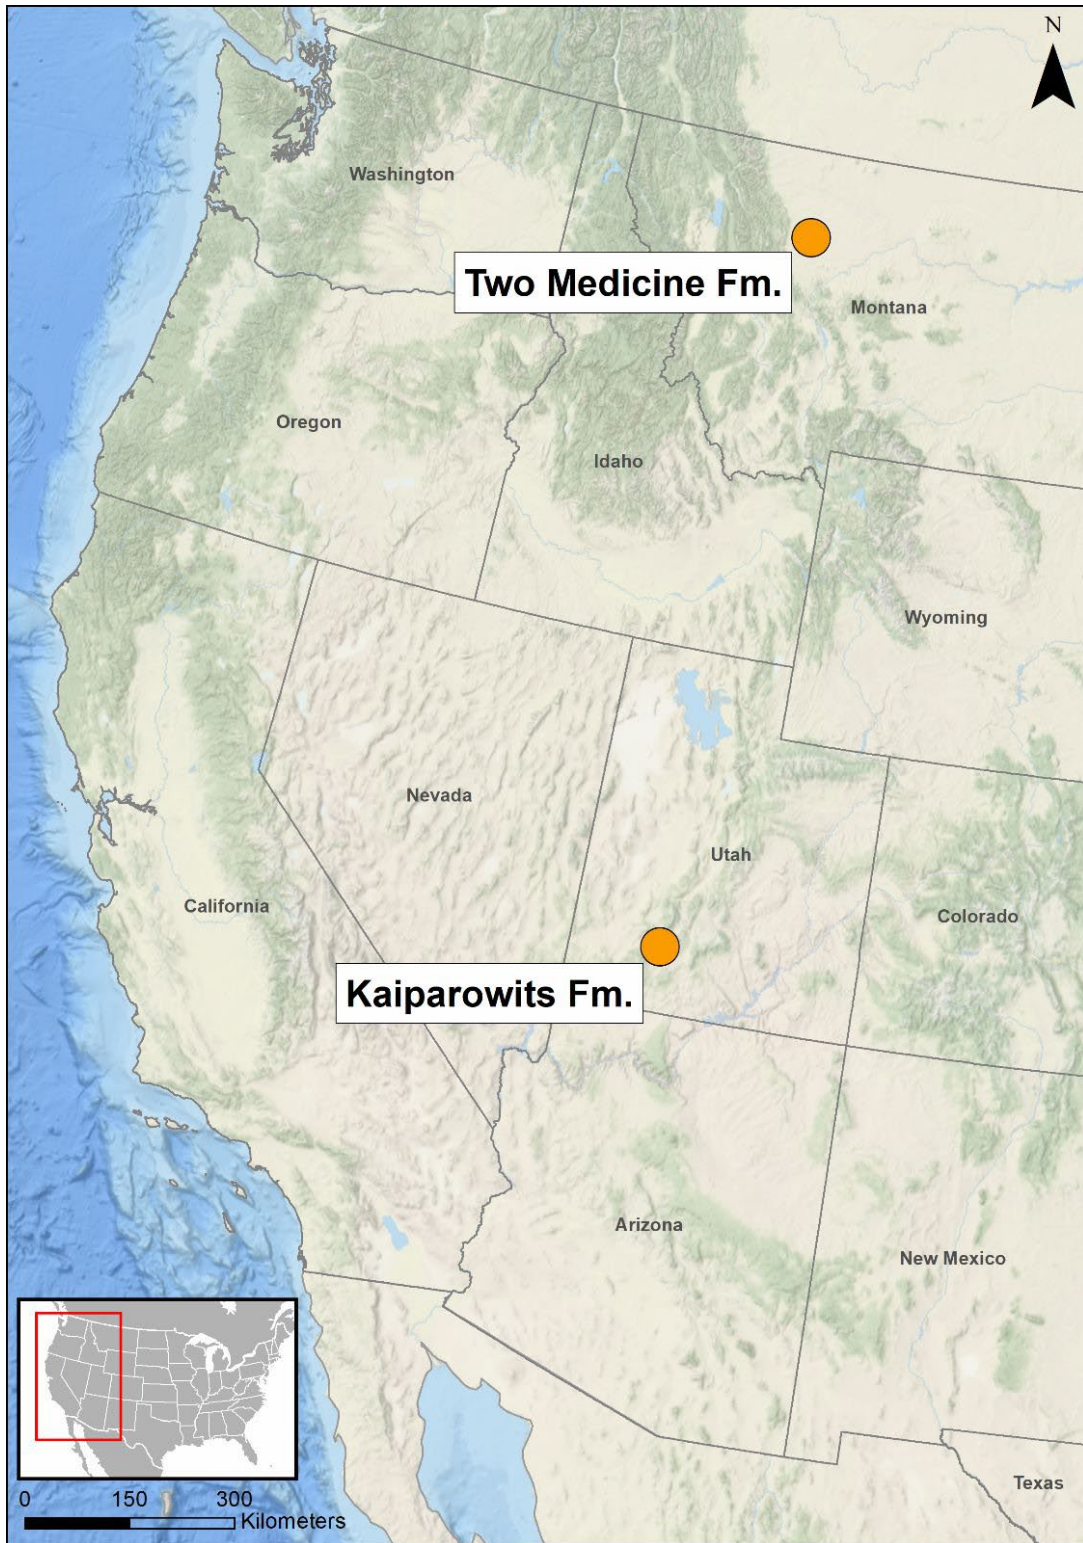 N
Washington
Two Medicine Fm.
Montana
Oregon
Idaho
Wyoming
Nevada
Utah
California
Colorado
Kaiparowits Fm.
Arizona
New Mexico
Texas
0 150 300
Kilometers